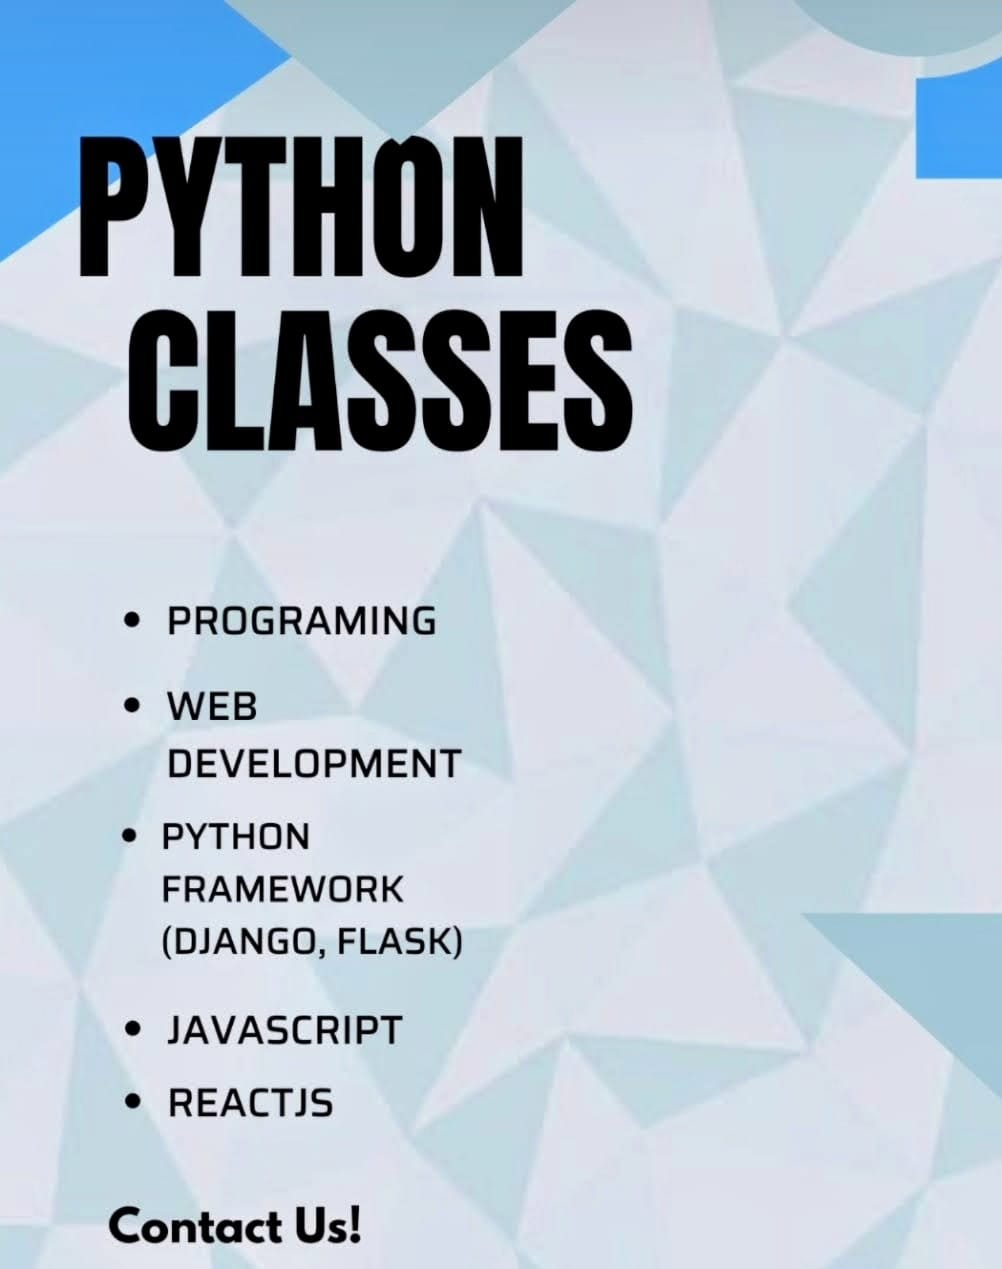 PYTHON
CLASSES
• PROGRAMING
• WEB
DEVELOPMENT
• PYTHON
FRAMEWORK
(DJANGO, FLASK)
• JAVASCRIPT
• REACTJS
Contact Us!